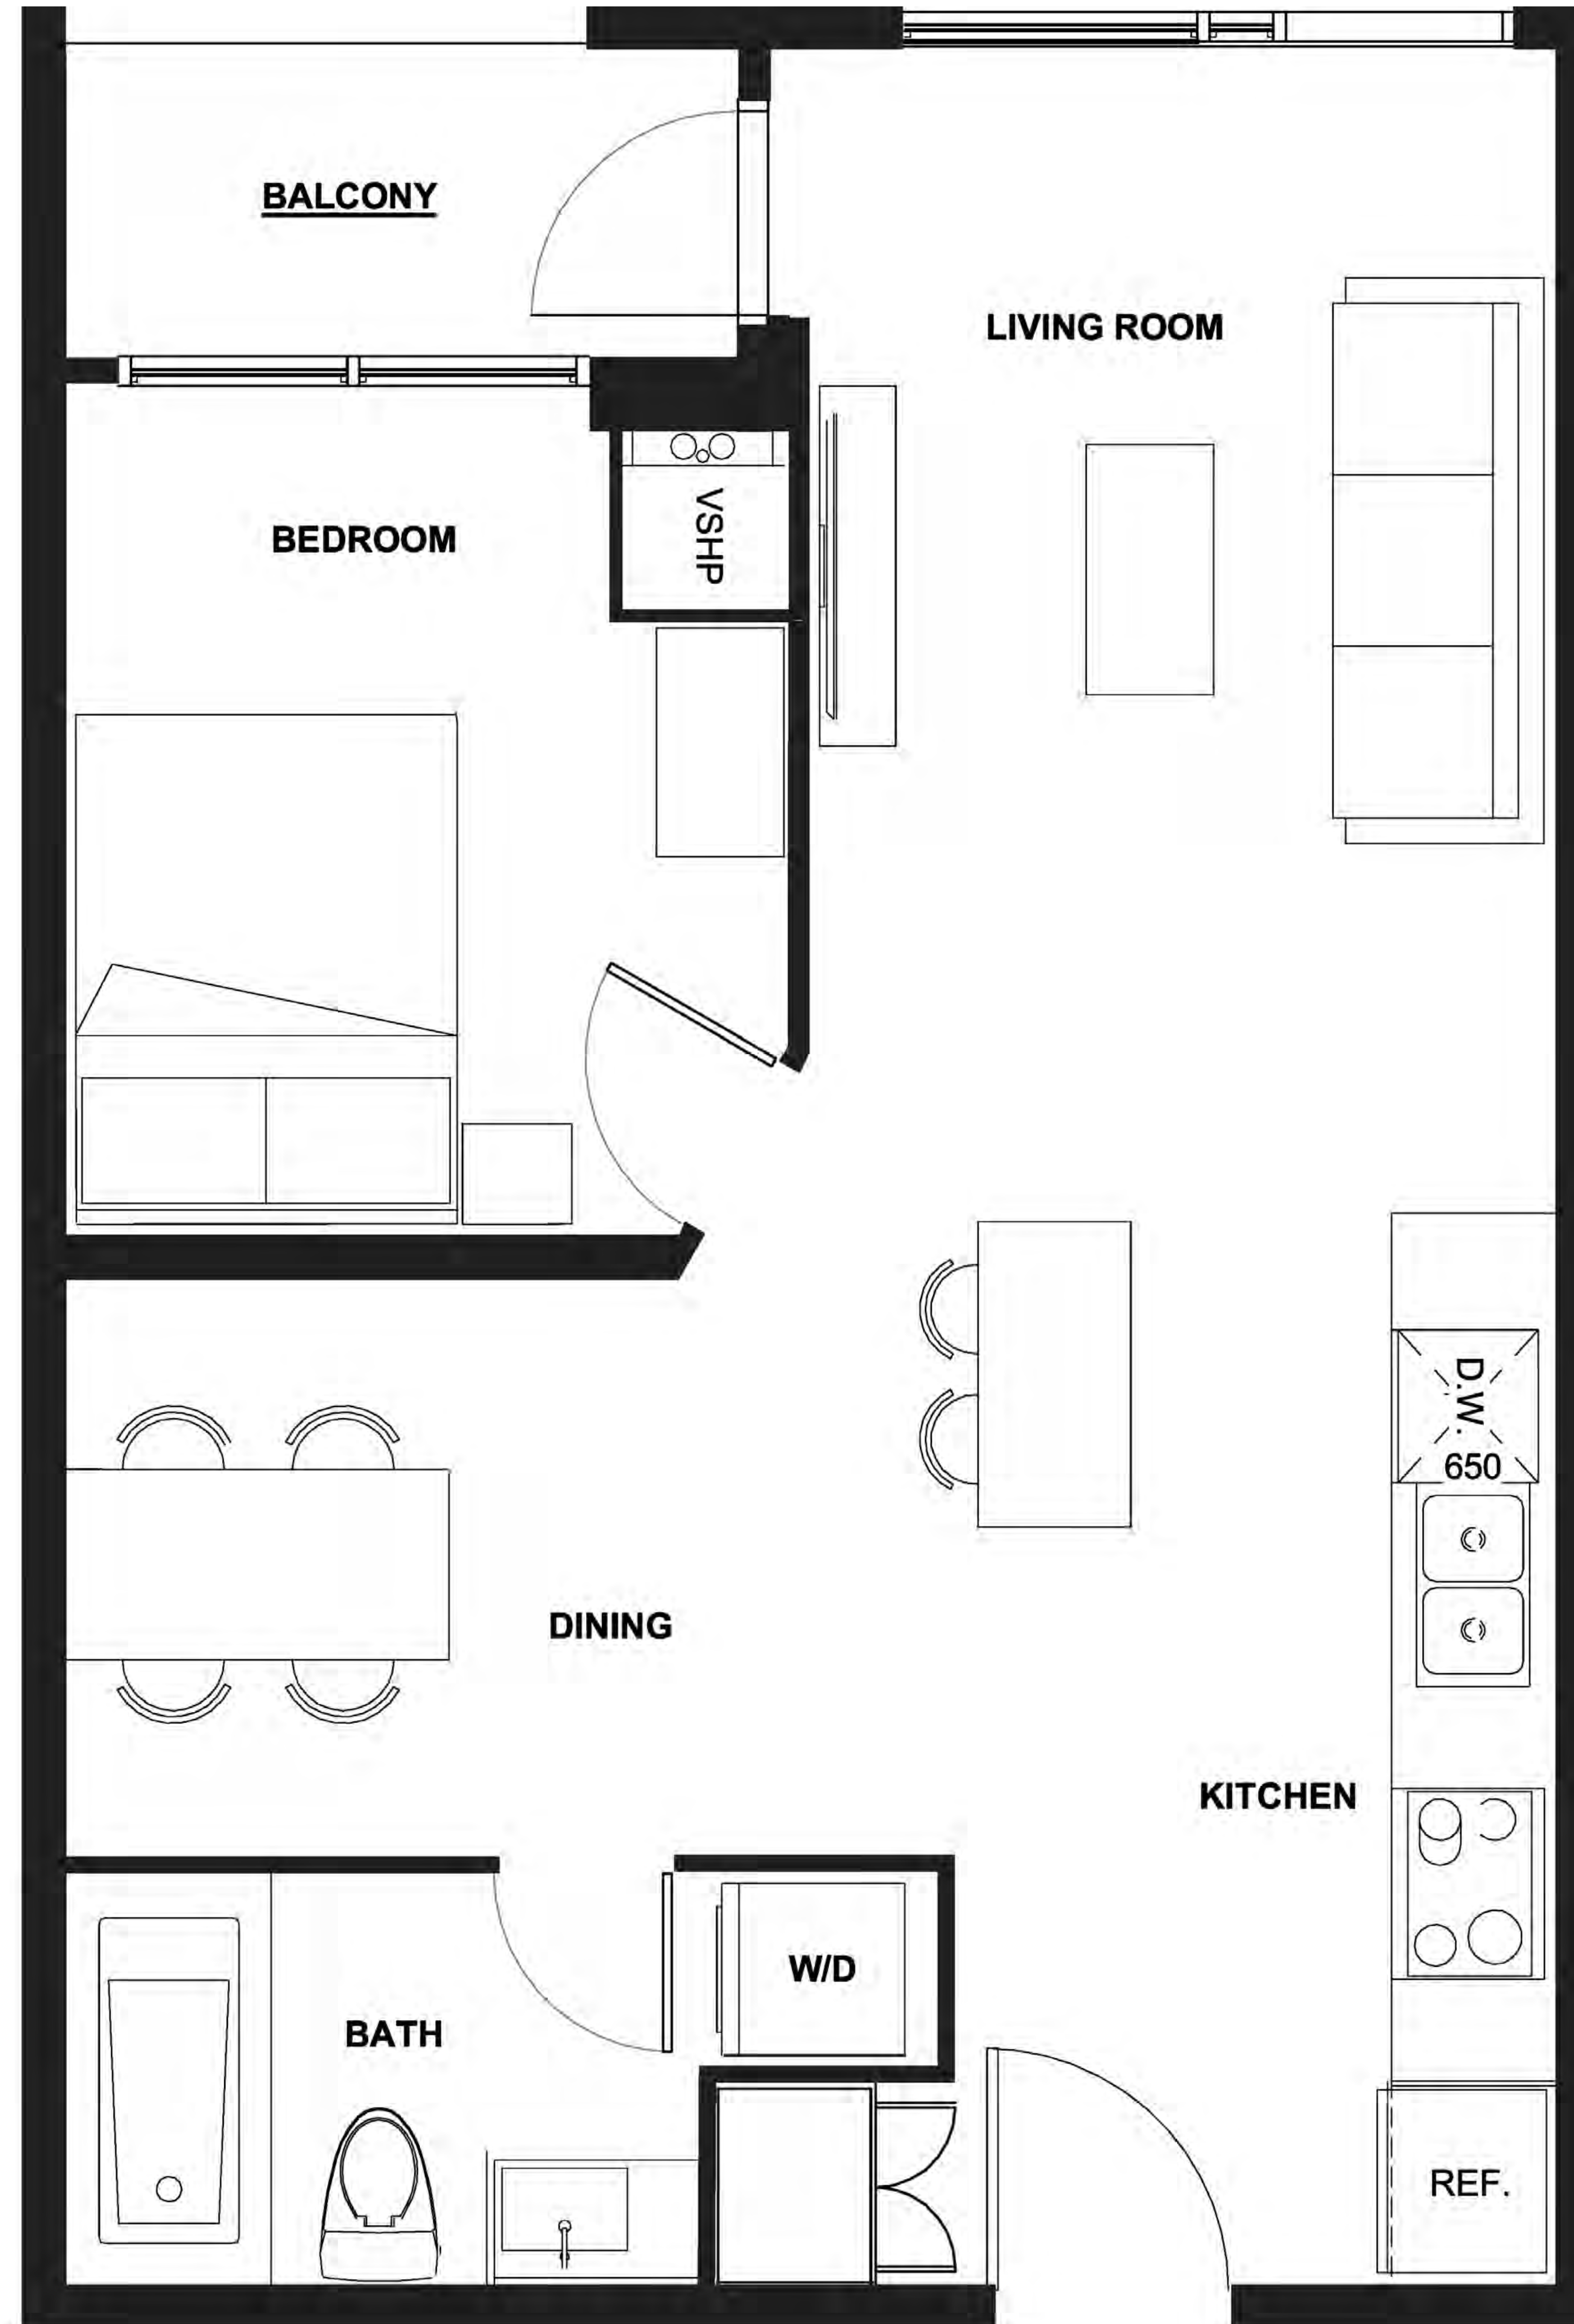 BALCONY
LIVING ROOM
BEDROOM
VSHP
D.W.
650
DINING
KITCHEN
W/D
BATH
REF.